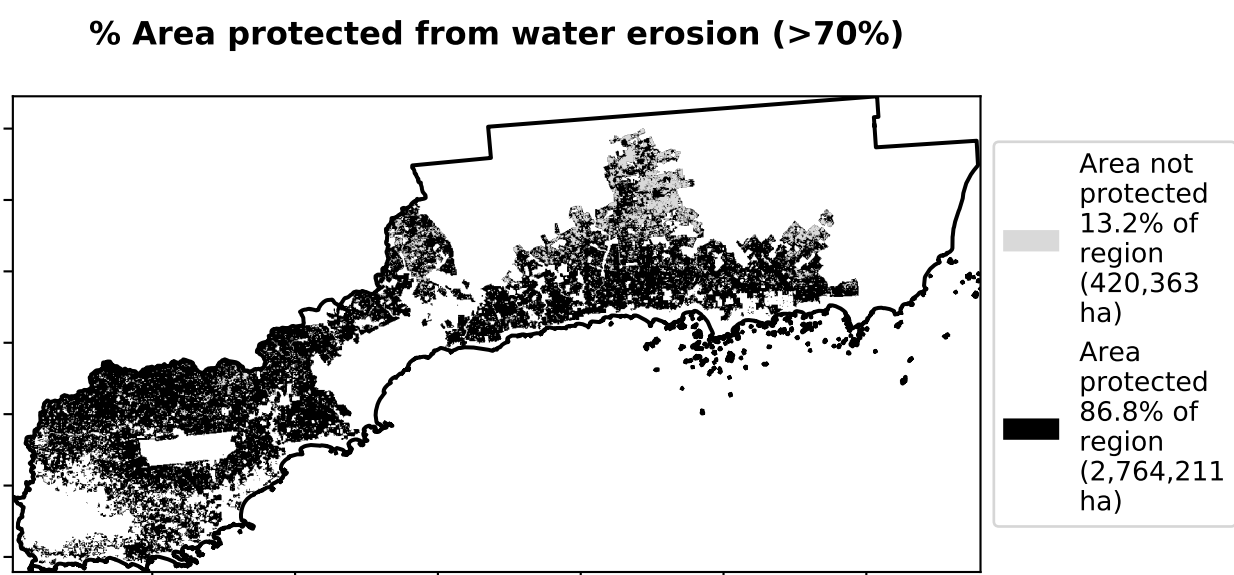 % Area protected from water erosion (>70%)
Area not
protected
13.2% of
region
(420,363
ha)
Area
protected
86.8% of
region
(2,764,211
ha)